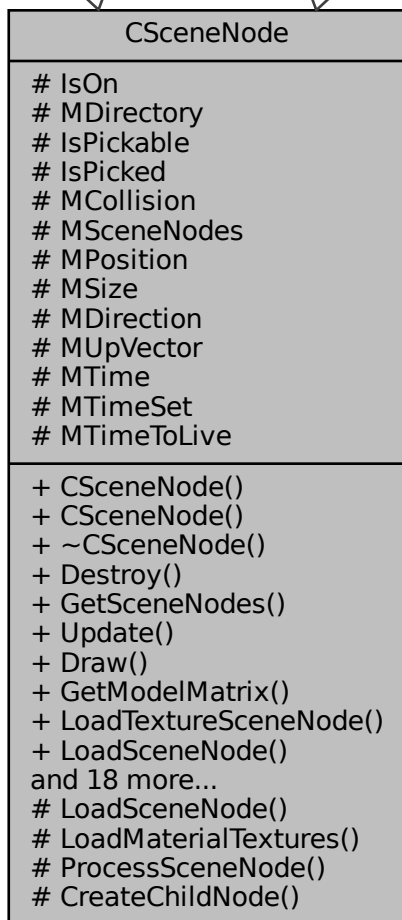 CSceneNode
# IsOn
# MDirectory
# IsPickable
# IsPicked
# MCollision
# MSceneNodes
# MPosition
# MSize
# MDirection
# MUpVector
# MTime
# MTimeSet
# MTimeToLive
+ CSceneNode()
+ CSceneNode()
+ ~CSceneNode()
+ Destroy()
+ GetSceneNodes()
+ Update()
+ Draw()
+ GetModelMatrix()
+ LoadTextureSceneNode()
+ LoadSceneNode()
and 18 more...
# LoadSceneNode()
# LoadMaterialTextures()
# ProcessSceneNode()
# CreateChildNode()